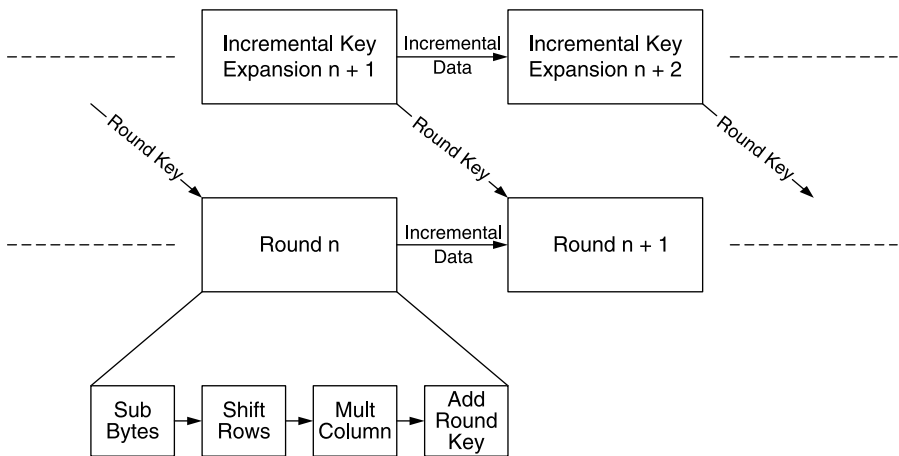 Incremental Key
Expansion n + 1
Incremental
Data
Incremental Key
Expansion n + 2
Round Key
Round Key
Round Key
Round n
Incremental
Data
Round n + 1
Sub
Bytes
Shift
Rows
Mult
Column
Add
Round
Key